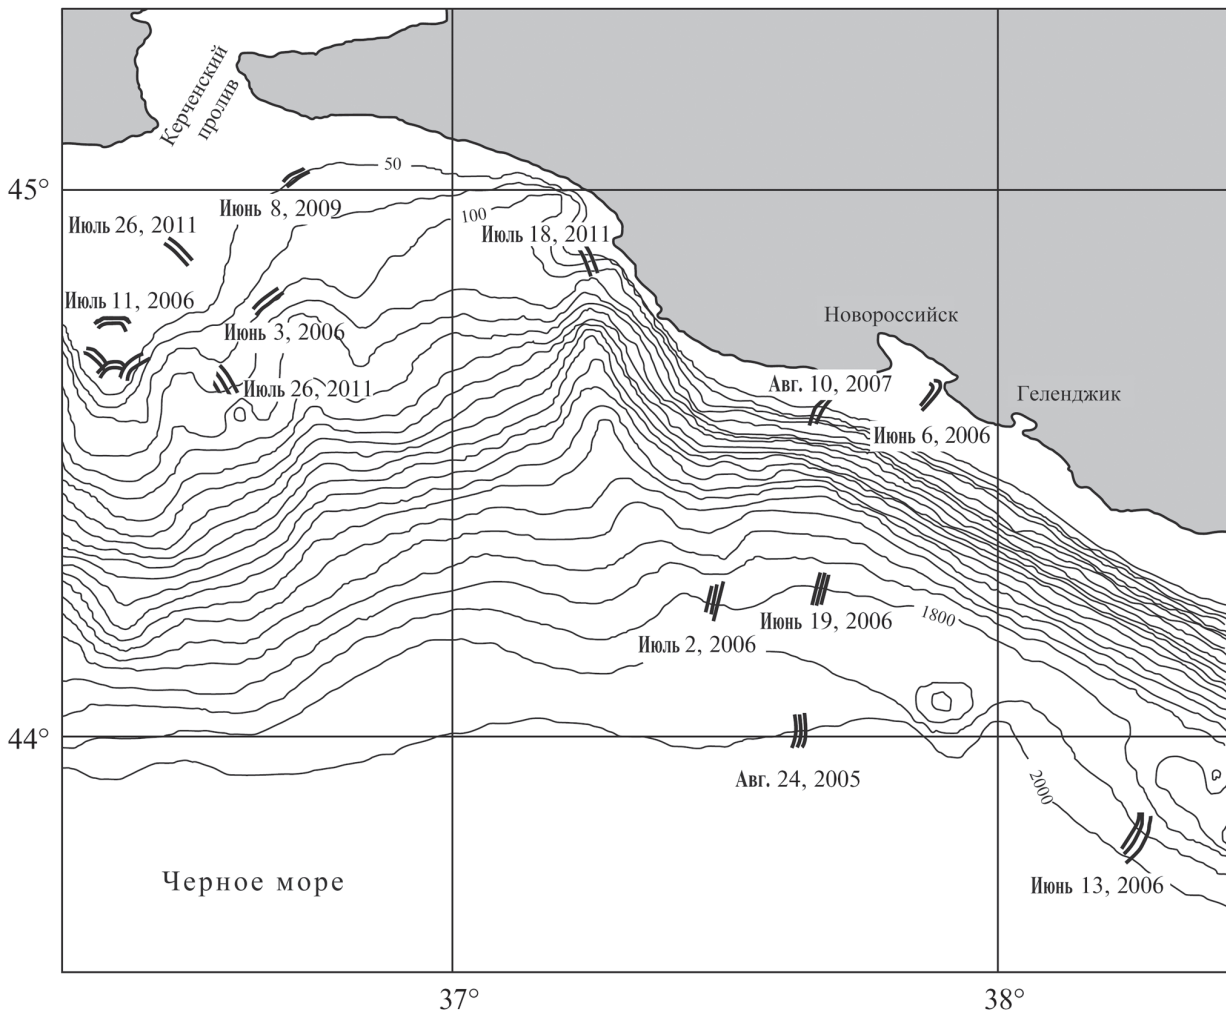 Керченский
пролив
50
45°
Июнь 8, 2009
Июль 26, 2011
100
Июль 18, 2011
Июль 11, 2006
Новороссийск
Июнь 3, 2006
Июль 26, 2011
Авг. 10, 2007
Геленджик
Июнь 6, 2006
1800
Июнь 19, 2006
Июль 2, 2006
44°
Авг. 24, 2005
2000
Черное море
Июнь 13, 2006
37°
38°